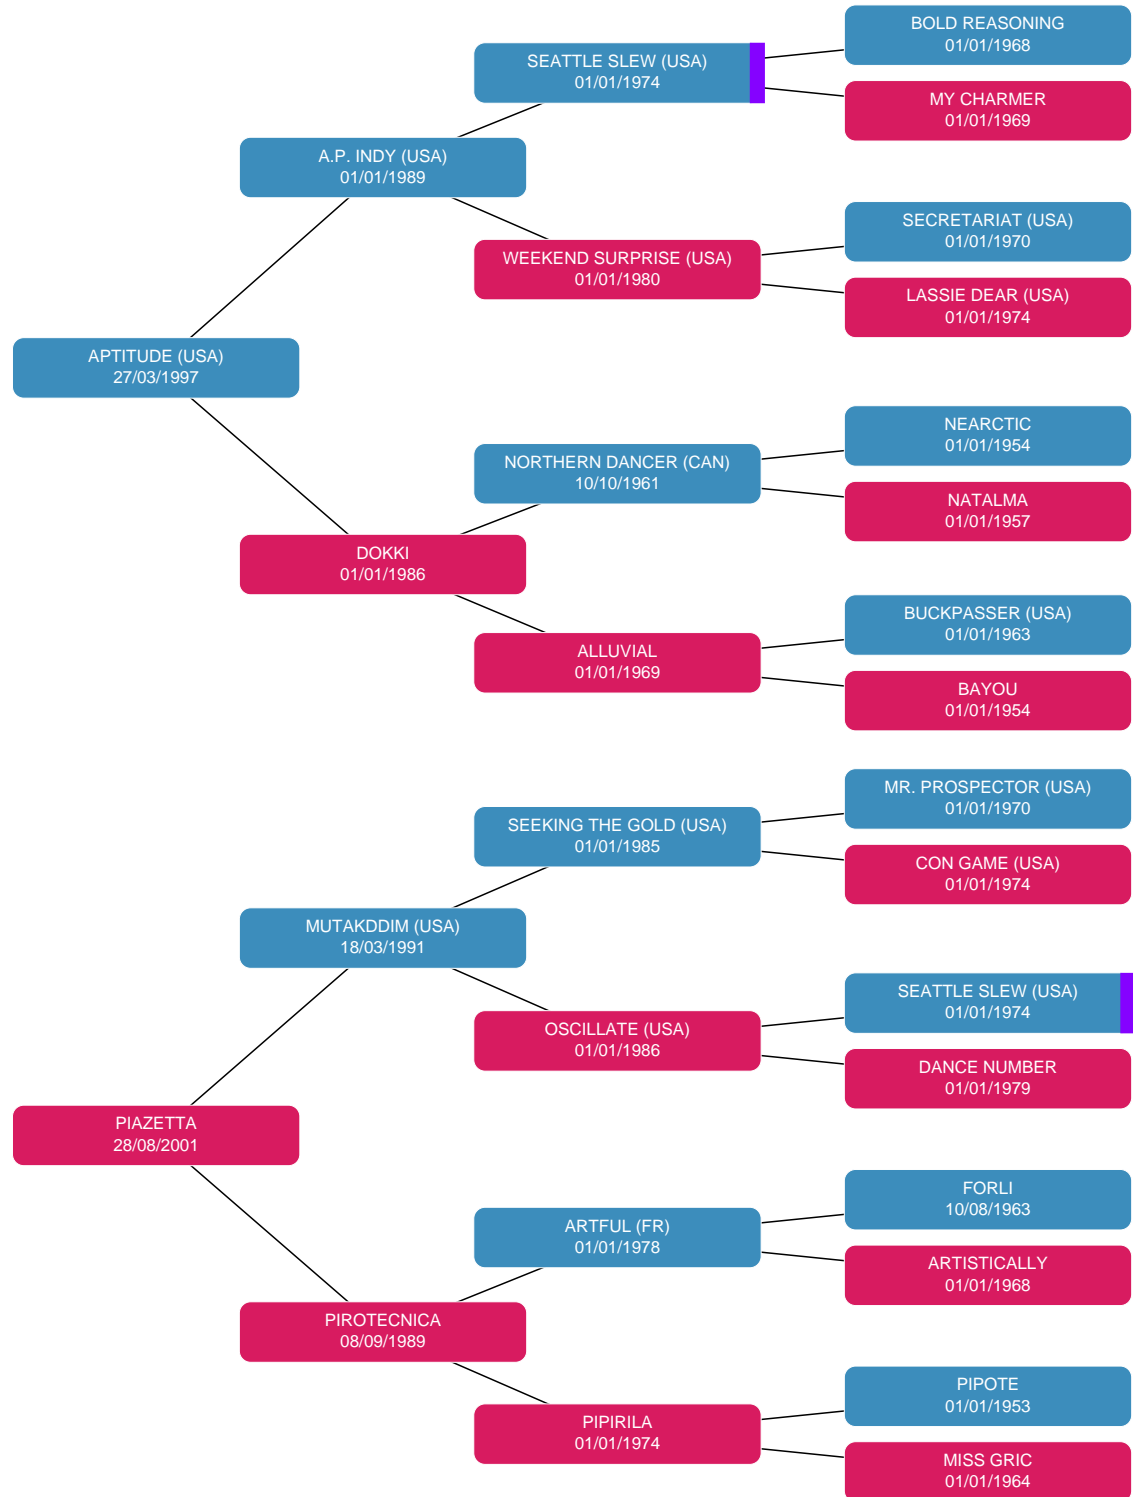 BOLD REASONING
01/01/1968
SEATTLE SLEW (USA)
01/01/1974
MY CHARMER
01/01/1969
A.P. INDY (USA)
01/01/1989
SECRETARIAT (USA)
01/01/1970
WEEKEND SURPRISE (USA)
01/01/1980
LASSIE DEAR (USA)
01/01/1974
APTITUDE (USA)
27/03/1997
NEARCTIC
01/01/1954
NORTHERN DANCER (CAN)
10/10/1961
NATALMA
01/01/1957
DOKKI
01/01/1986
BUCKPASSER (USA)
01/01/1963
ALLUVIAL
01/01/1969
BAYOU
01/01/1954
MR. PROSPECTOR (USA)
01/01/1970
SEEKING THE GOLD (USA)
01/01/1985
CON GAME (USA)
01/01/1974
MUTAKDDIM (USA)
18/03/1991
SEATTLE SLEW (USA)
01/01/1974
OSCILLATE (USA)
01/01/1986
DANCE NUMBER
01/01/1979
PIAZETTA
28/08/2001
FORLI
10/08/1963
ARTFUL (FR)
01/01/1978
ARTISTICALLY
01/01/1968
PIROTECNICA
08/09/1989
PIPOTE
01/01/1953
PIPIRILA
01/01/1974
MISS GRIC
01/01/1964